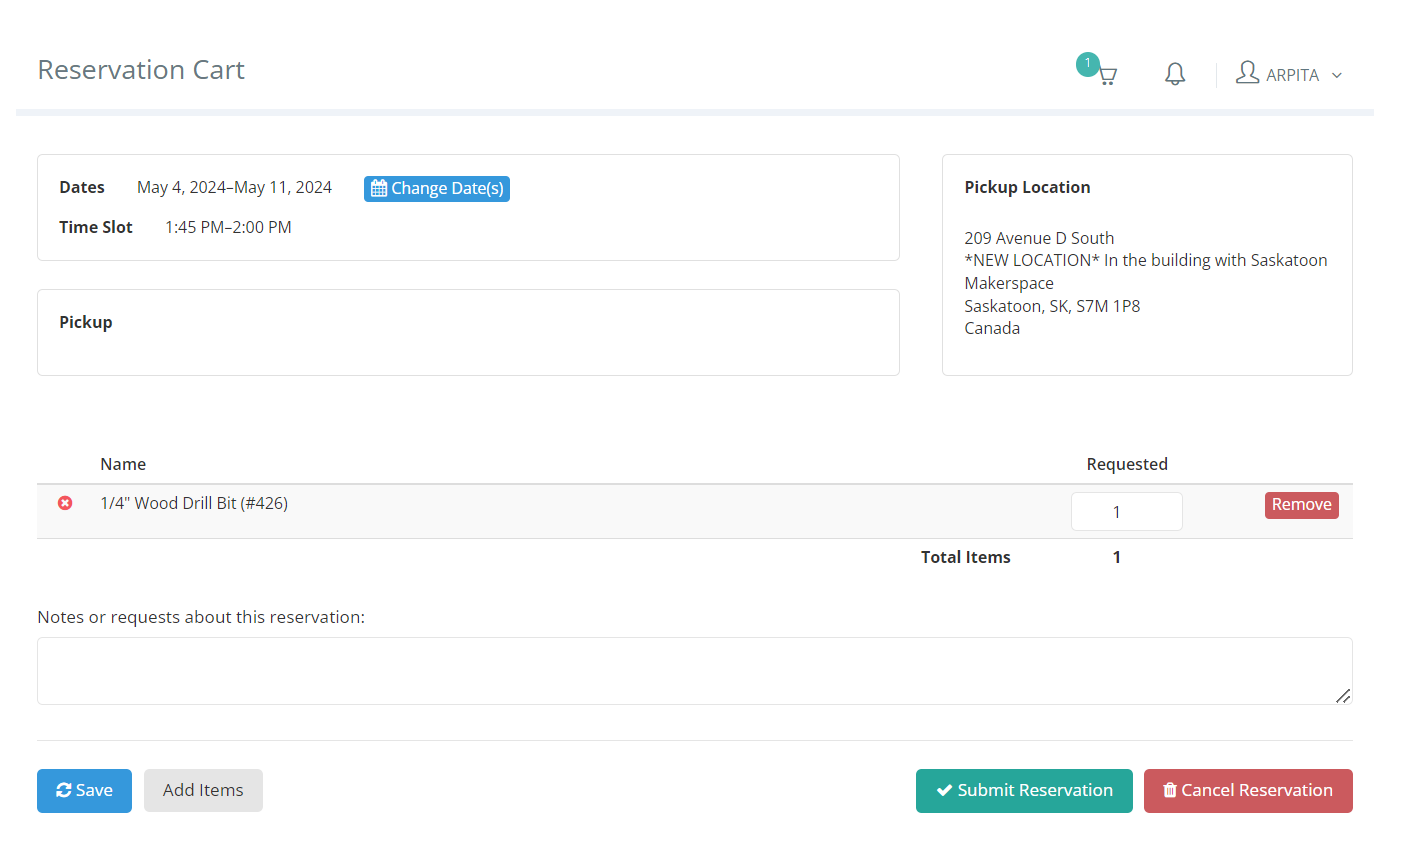 Reservation Cart
1
ARPITA
Dates May 4, 2024–May 11, 2024 Change Date(s)
Time Slot 1:45 PM–2:00 PM
Pickup
Pickup Location
209 Avenue D South
*NEW LOCATION* In the building with Saskatoon
Makerspace
Saskatoon, SK, S7M 1P8
Canada
Name Requested
1/4" Wood Drill Bit (#426) 1 Remove
Total Items 1
Notes or requests about this reservation:
Save Add Items Submit Reservation Cancel Reservation